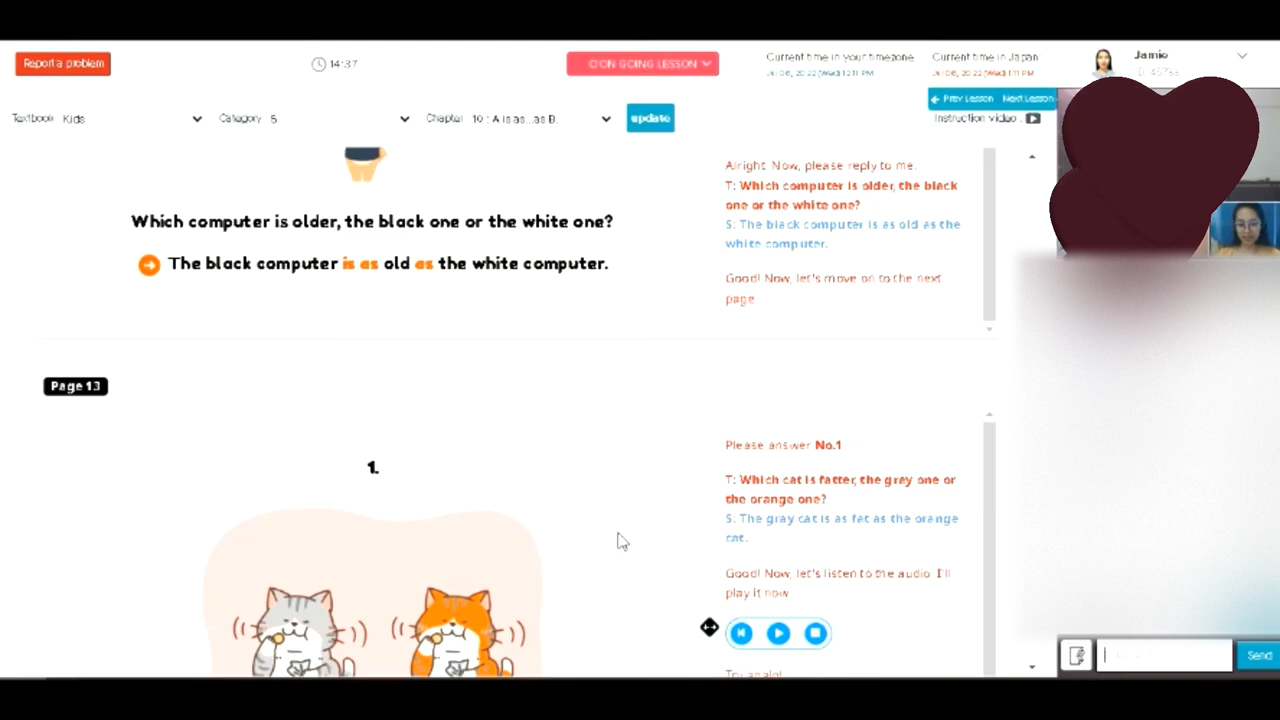 Report a problem
14:37
ON GOING LESSON
Current time in your timezone
Current time in Japan
Jamie
Prev Lesson
Next Lesson
Textbook Kids
Category 5
Chapter 10 : A is as...as B.
update
Instruction video
Which computer is older, the black one or the white one?
The black computer is as old as the white computer.
Alright. Now, please reply to me.
T: Which computer is older, the black
one or the white one?
S: The black computer is as old as the
white computer.
Good! Now, let's move on to the next
page
Page 13
1.
Please answer No.1
T: Which cat is fatter, the gray one or
the orange one?
S: The gray cat is as fat as the orange
cat.
Good! Now, let's listen to the audio. I'll
play it now
Try again!
Send